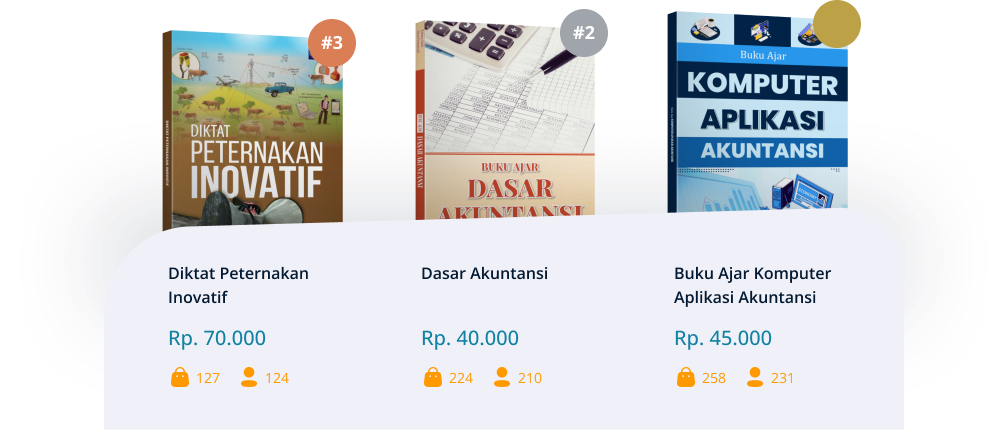 #3
DIKTAT
PETERNAKAN
INOVATIF
Diktat Peternakan
Inovatif
Rp. 70.000
127 124
#2
BUKU AJAR
DASAR
AKUNTANSI
Dasar Akuntansi
Rp. 40.000
224 210
Buku Ajar
KOMPUTER
APLIKASI
AKUNTANSI
Buku Ajar Komputer
Aplikasi Akuntansi
Rp. 45.000
258 231